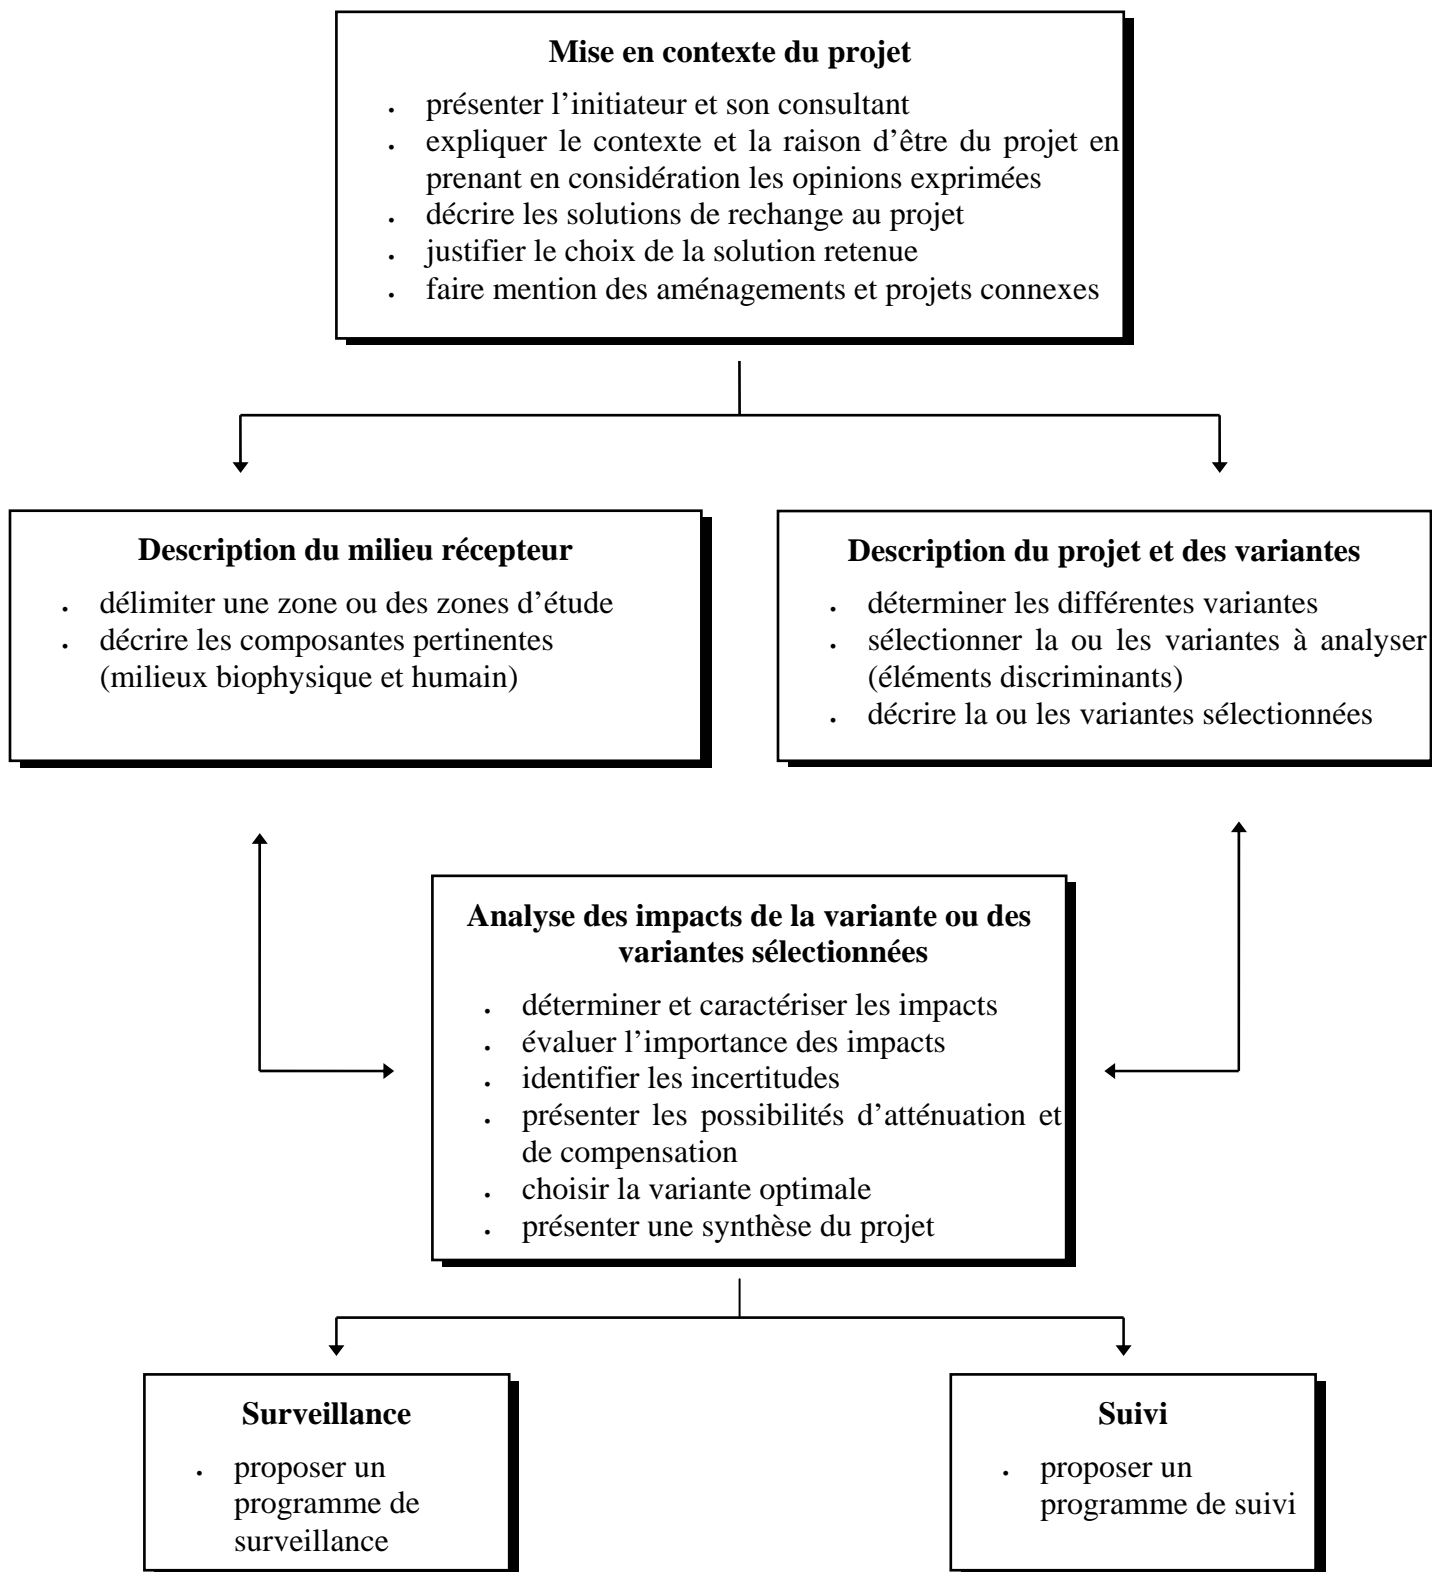 Mise en contexte du projet
. présenter l’initiateur et son consultant
. expliquer le contexte et la raison d’être du projet en
prenant en considération les opinions exprimées
. décrire les solutions de rechange au projet
. justifier le choix de la solution retenue
. faire mention des aménagements et projets connexes
Description du milieu récepteur
. délimiter une zone ou des zones d’étude
. décrire les composantes pertinentes
(milieux biophysique et humain)
Description du projet et des variantes
. déterminer les différentes variantes
. sélectionner la ou les variantes à analyser
(éléments discriminants)
. décrire la ou les variantes sélectionnées
Analyse des impacts de la variante ou des
variantes sélectionnées
. déterminer et caractériser les impacts
. évaluer l’importance des impacts
. identifier les incertitudes
. présenter les possibilités d’atténuation et
de compensation
. choisir la variante optimale
. présenter une synthèse du projet
Surveillance
. proposer un
programme de
surveillance
Suivi
. proposer un
programme de suivi